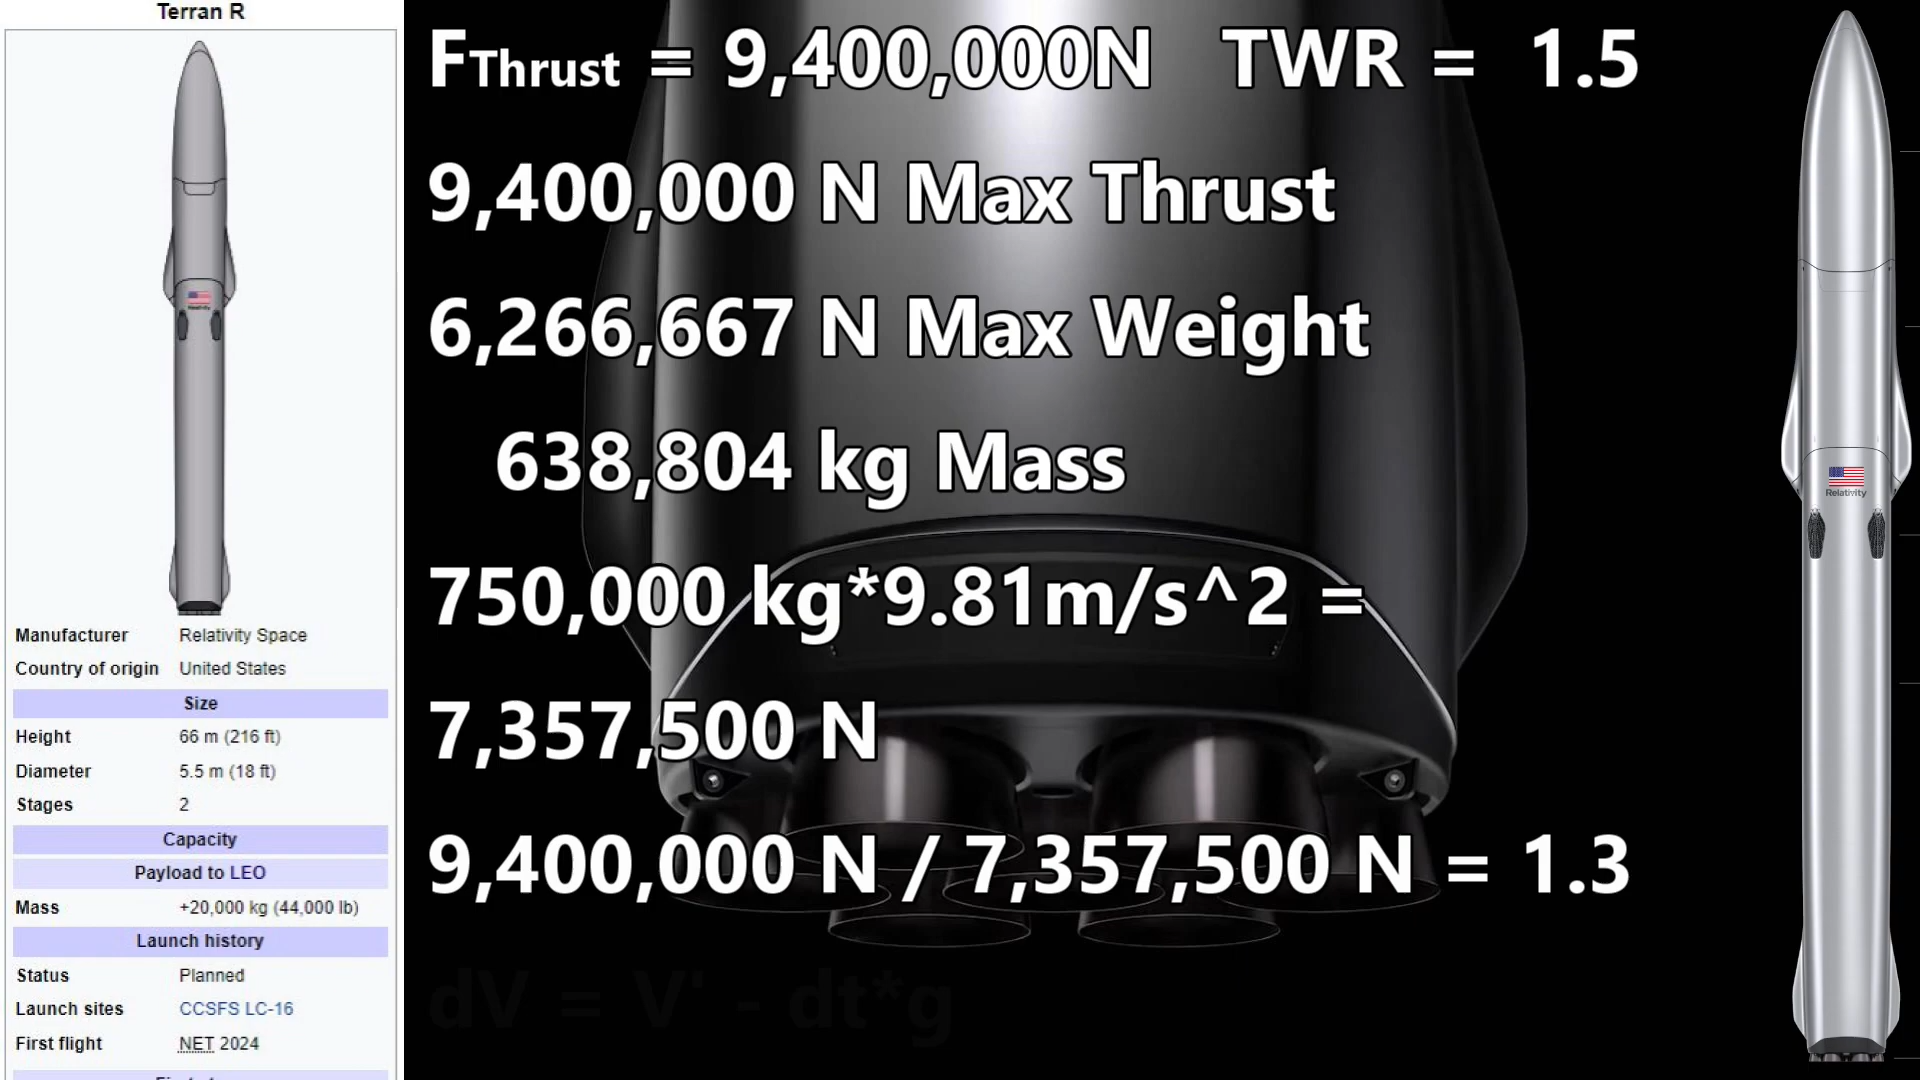 Terran R
Manufacturer Relativity Space
Country of origin United States
Size
Height 66 m (216 ft)
Diameter 5.5 m (18 ft)
Stages 2
Capacity
Payload to LEO
Mass +20,000 kg (44,000 lb)
Launch history
Status Planned
Launch sites CCSFS LC-16
First flight NET 2024
FThrust = 9,400,000N TWR = 1.5
9,400,000 N Max Thrust
6,266,667 N Max Weight
638,804 kg Mass
750,000 kg*9.81m/s^2 =
7,357,500 N
9,400,000 N / 7,357,500 N = 1.3
dV = V' - dt*g
Relativity